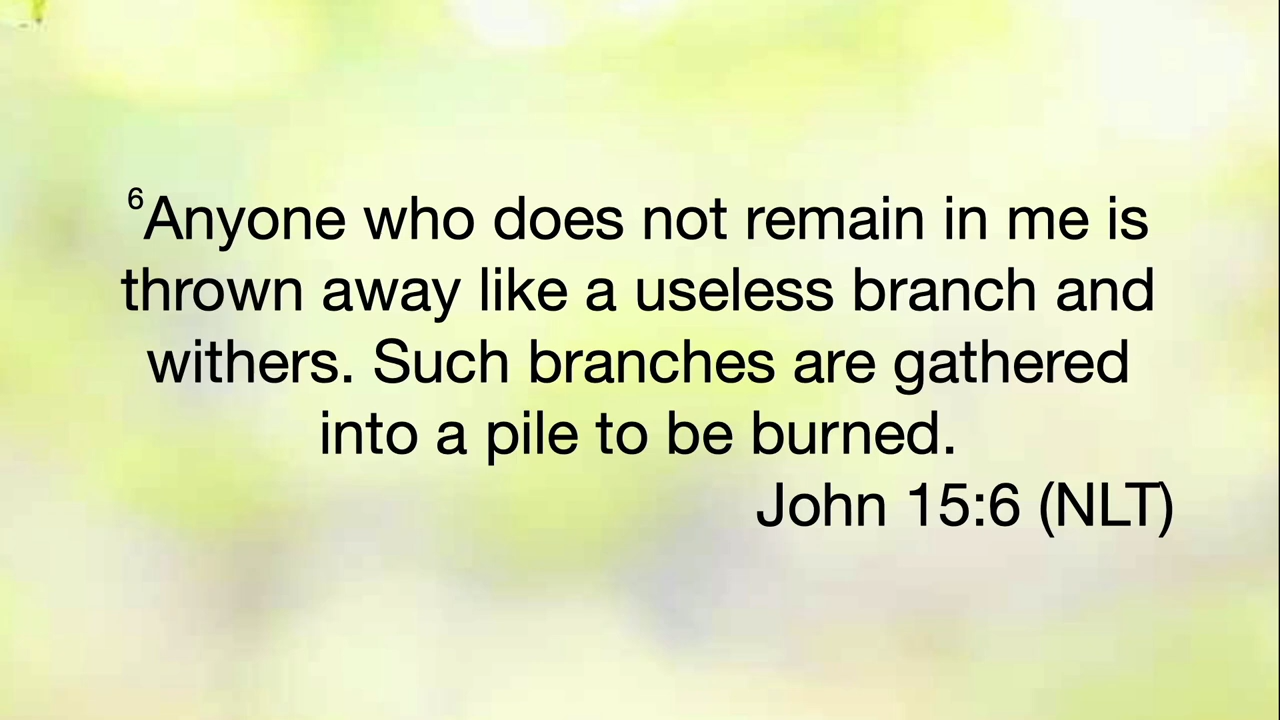 ⁶Anyone who does not remain in me is
thrown away like a useless branch and
withers. Such branches are gathered
into a pile to be burned.
John 15:6 (NLT)